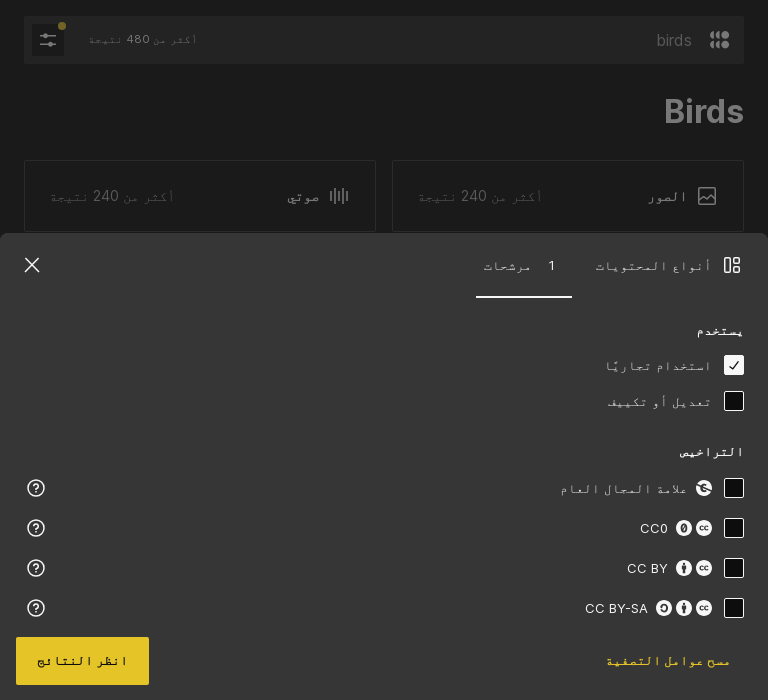 birds
أكثر من 480 نتيجة
Birds
الصور
أكثر من 240 نتيجة
صوتي
أكثر من 240 نتيجة
أنواع المحتويات
1 مرشحات
يستخدم
استخدام تجاريًا
تعديل أو تكييف
التراخيص
علامة المجال العام
CC0
CC BY
CC BY-SA
مسح عوامل التصفية
انظر النتائج